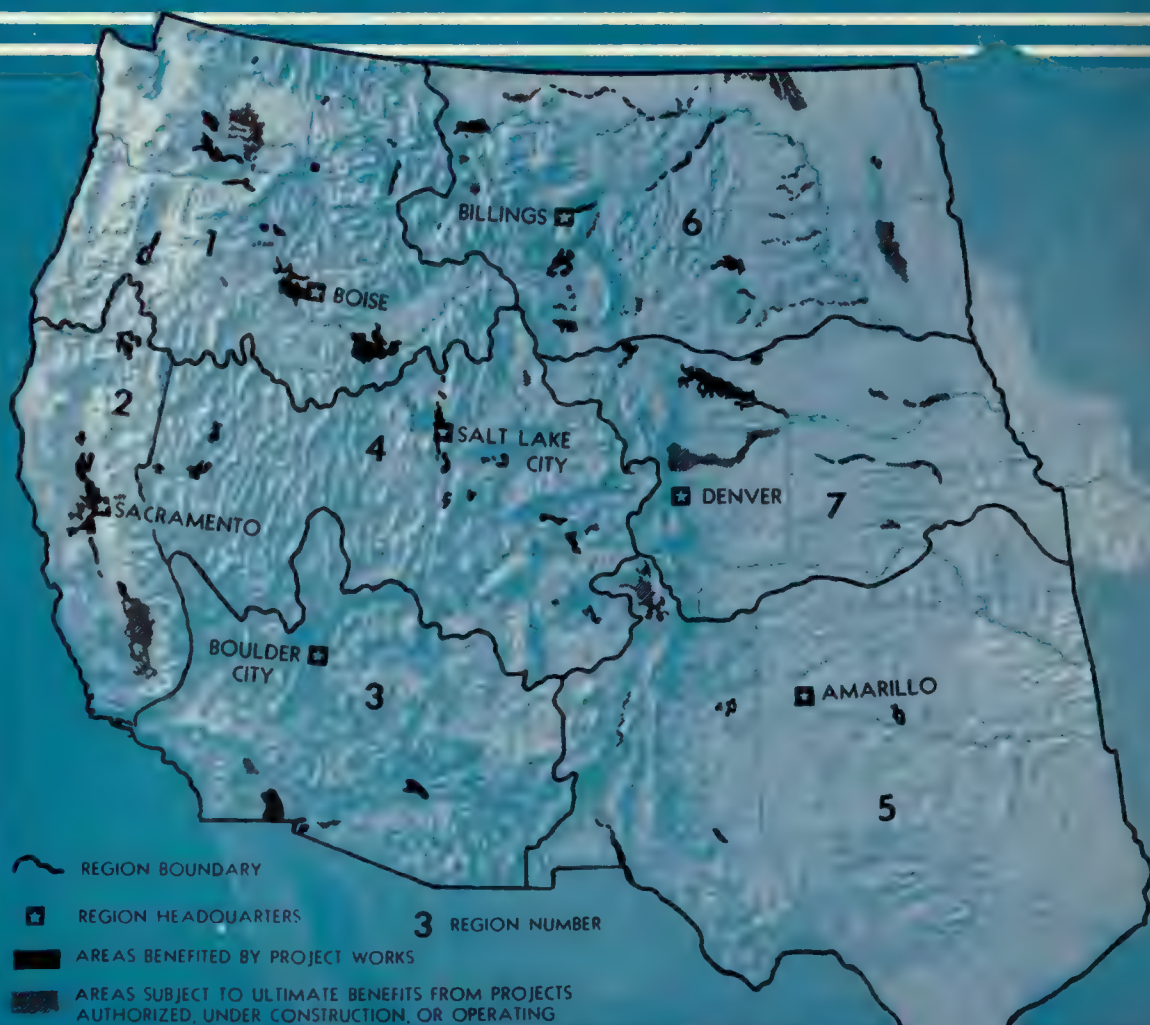 BILLINGS
6
1
BOISE
2
4
SALT LAKE
CITY
DENVER
7
SACRAMENTO
BOULDER
CITY
3
AMARILLO
5
REGION BOUNDARY
REGION HEADQUARTERS
3 REGION NUMBER
AREAS BENEFITED BY PROJECT WORKS
AREAS SUBJECT TO ULTIMATE BENEFITS FROM PROJECTS
AUTHORIZED, UNDER CONSTRUCTION, OR OPERATING